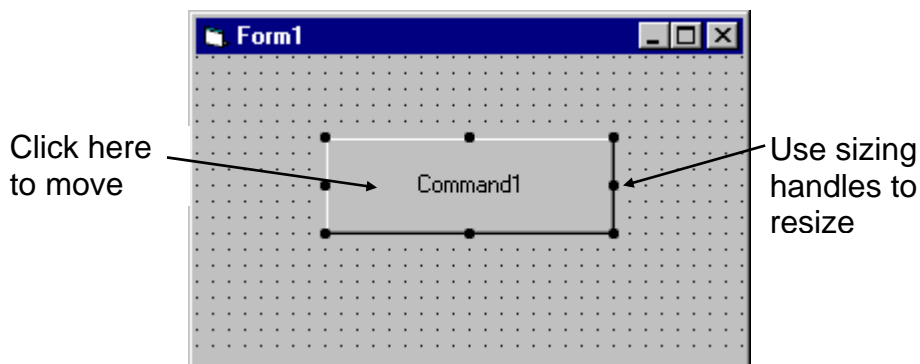 Form1
Click here
to move
Command1
Use sizing
handles to
resize